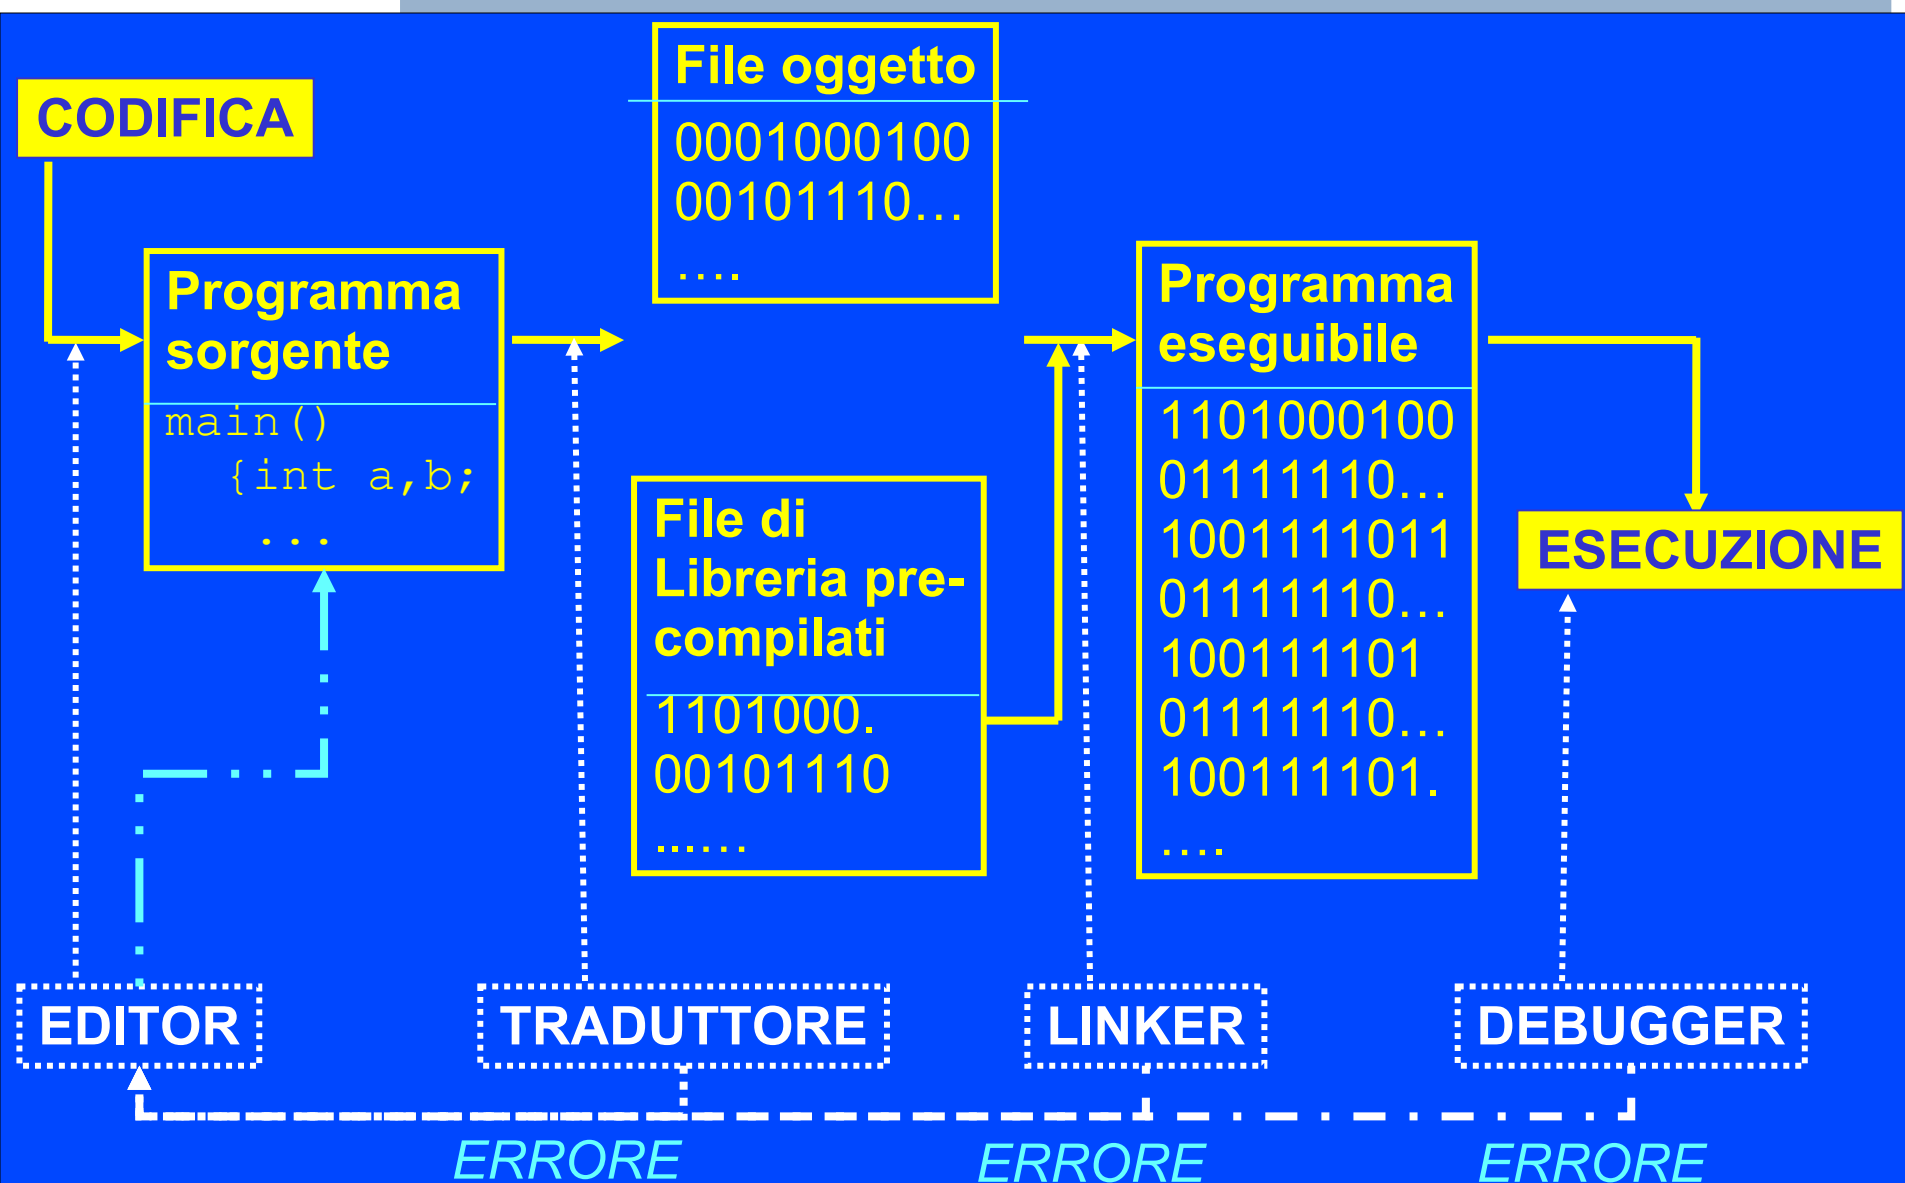 CODIFICA
Programma
sorgente
main()
{int a,b;
...
File oggetto
0001000100
00101110…
….
File di
Libreria pre-
compilati
1101000.
00101110
...…
Programma
eseguibile
1101000100
01111110…
1001111011
01111110…
100111101
01111110…
100111101.
….
ESECUZIONE
EDITOR
TRADUTTORE
LINKER
DEBUGGER
ERRORE
ERRORE
ERRORE